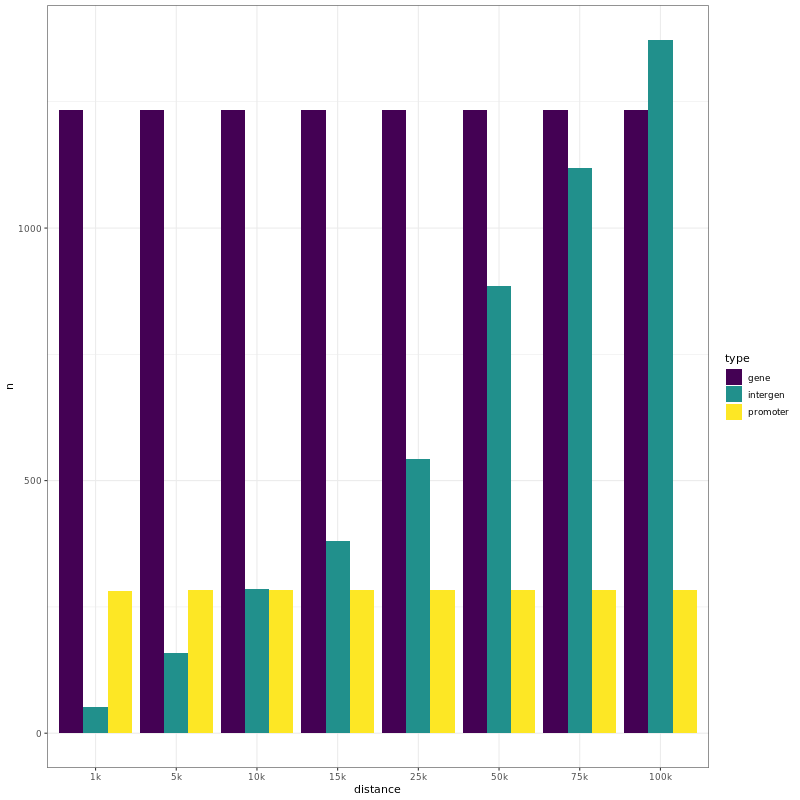 n
1000
500
0
1k 5k 10k 15k 25k 50k 75k 100k
distance
type
gene
intergen
promoter